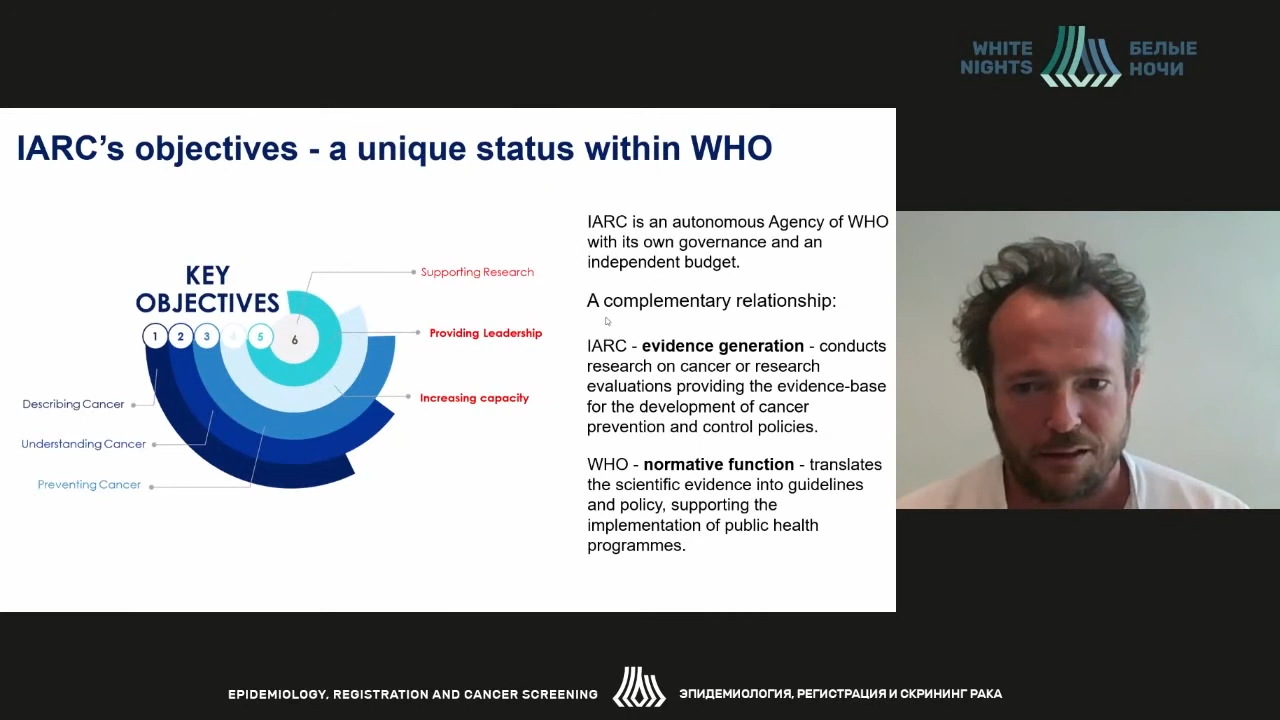 WHITE
NIGHTS
БЕЛЫЕ
НОЧИ
IARC’s objectives - a unique status within WHO
KEY
OBJECTIVES
1 2 3 4 5 6
Supporting Research
Providing Leadership
Increasing capacity
Describing Cancer
Understanding Cancer
Preventing Cancer
IARC is an autonomous Agency of WHO
with its own governance and an
independent budget.
A complementary relationship:
IARC - evidence generation - conducts
research on cancer or research
evaluations providing the evidence-base
for the development of cancer
prevention and control policies.
WHO - normative function - translates
the scientific evidence into guidelines
and policy, supporting the
implementation of public health
programmes.
EPIDEMIOLOGY, REGISTRATION AND CANCER SCREENING
ЭПИДЕМИОЛОГИЯ, РЕГИСТРАЦИЯ И СКРИНИНГ РАКА